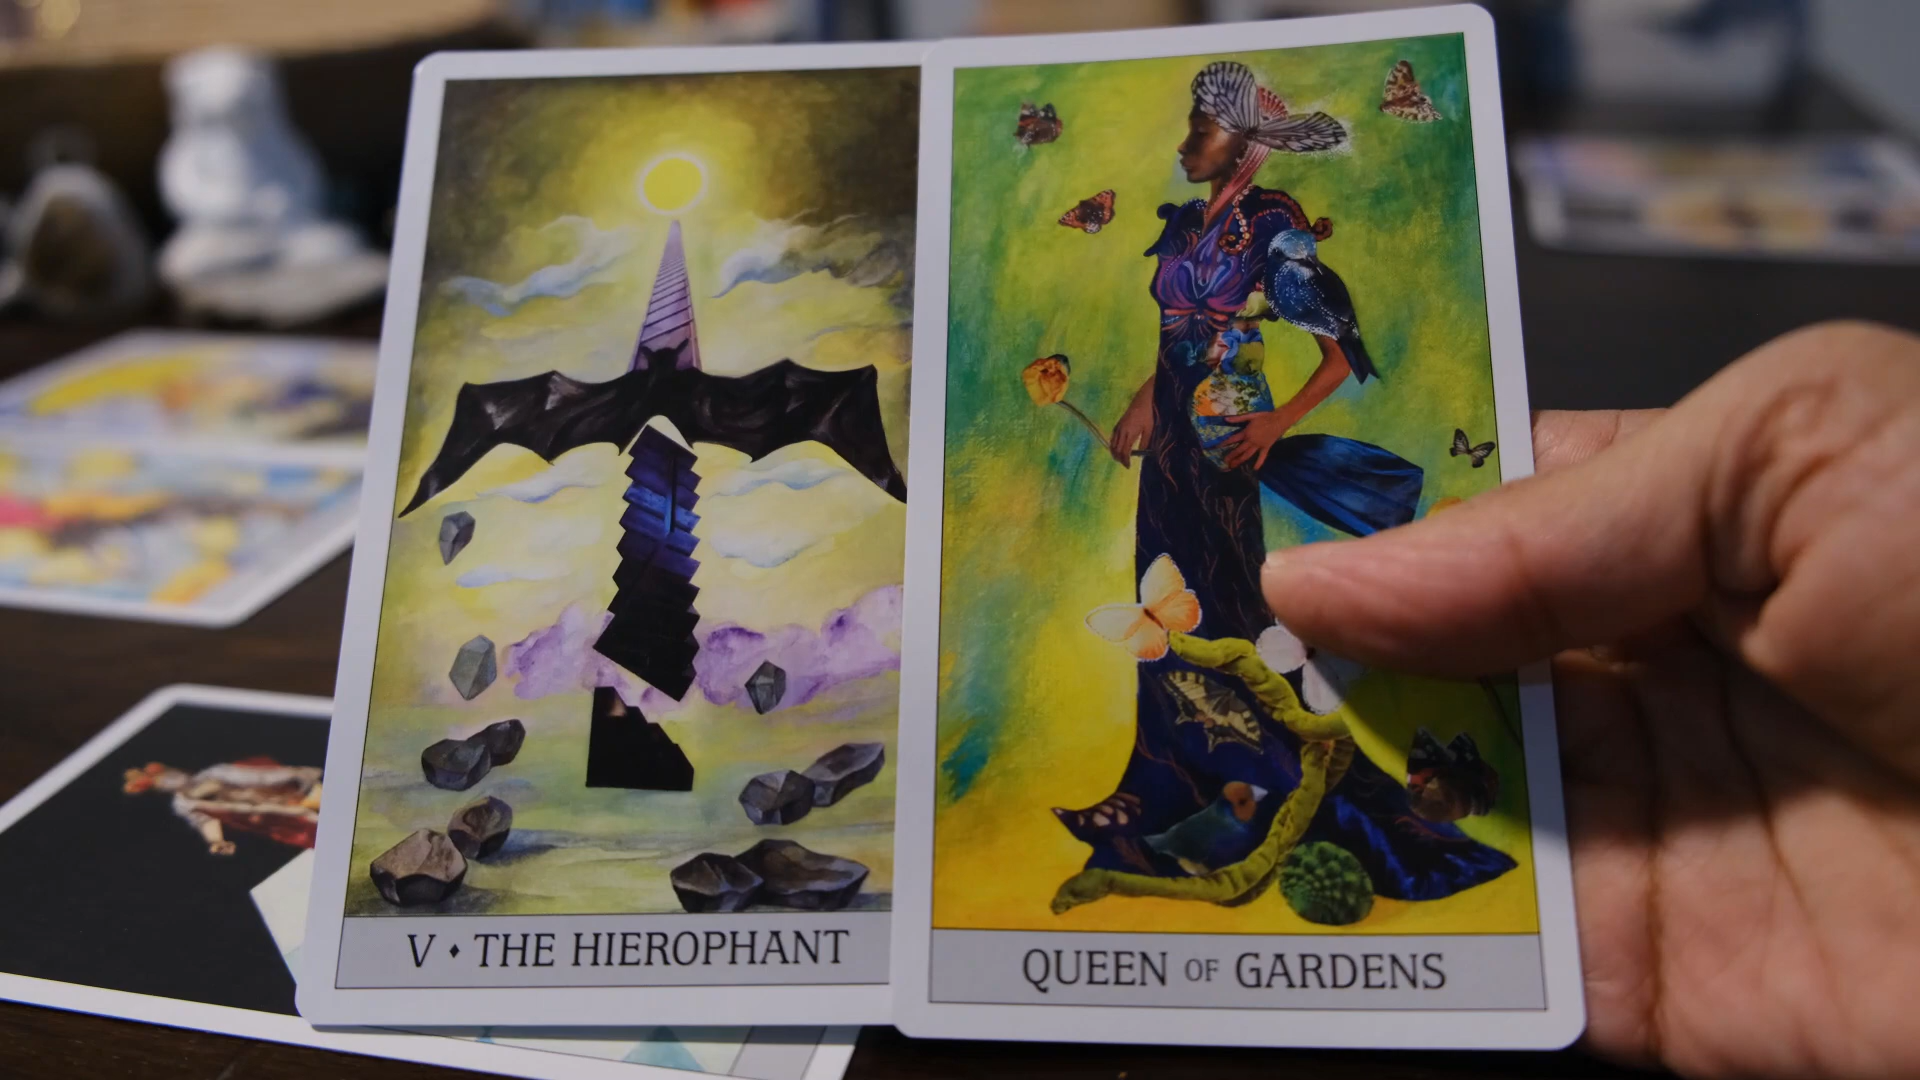 V ⬧ THE HIEROPHANT
QUEEN OF GARDENS